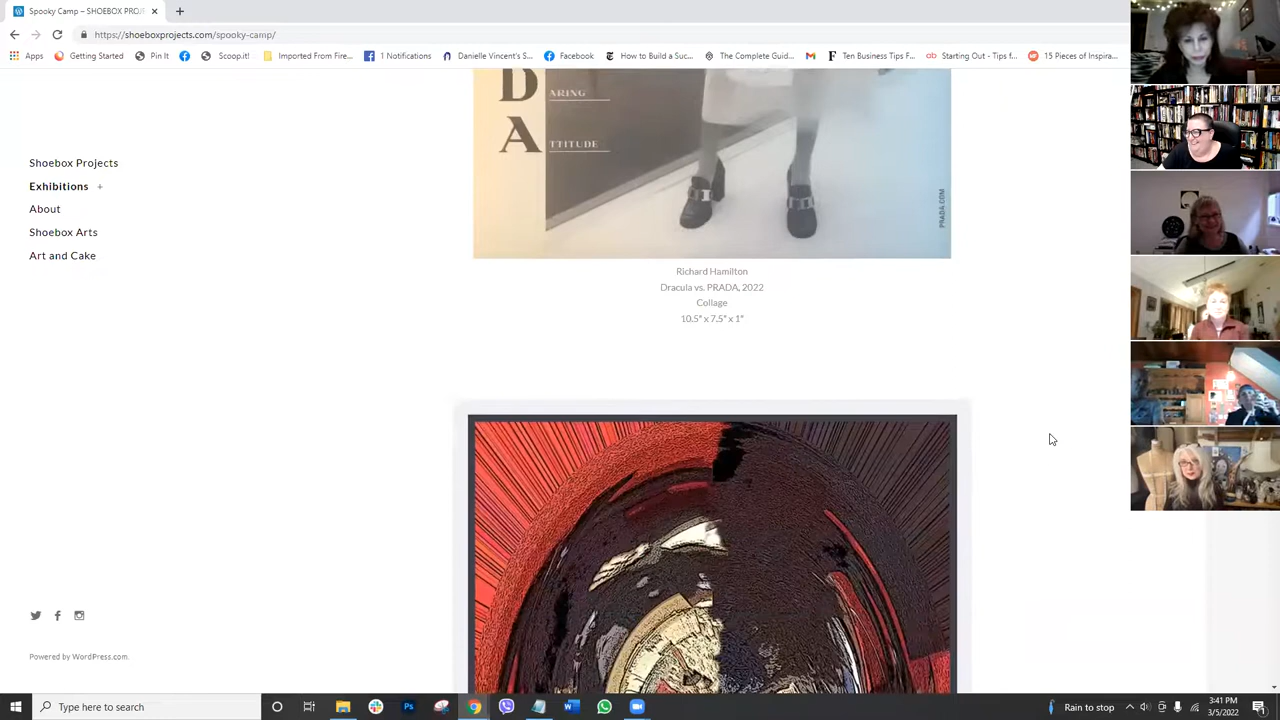 Spooky Camp – SHOEBOX PROJE
https://shoeboxprojects.com/spooky-camp/
Apps Getting Started Pin It Scoop.it! Imported From Fire... 1 Notifications Danielle Vincent's S... Facebook How to Build a Suc... The Complete Guid... Ten Business Tips F... Starting Out - Tips f... 15 Pieces of Inspira...
D ARING
A TTITUDE
PRADA.COM
Shoebox Projects
Exhibitions +
About
Shoebox Arts
Art and Cake
Richard Hamilton
Dracula vs. PRADA, 2022
Collage
10.5" x 7.5" x 1"
Powered by WordPress.com.
Type here to search
Rain to stop
3:41 PM
3/5/2022